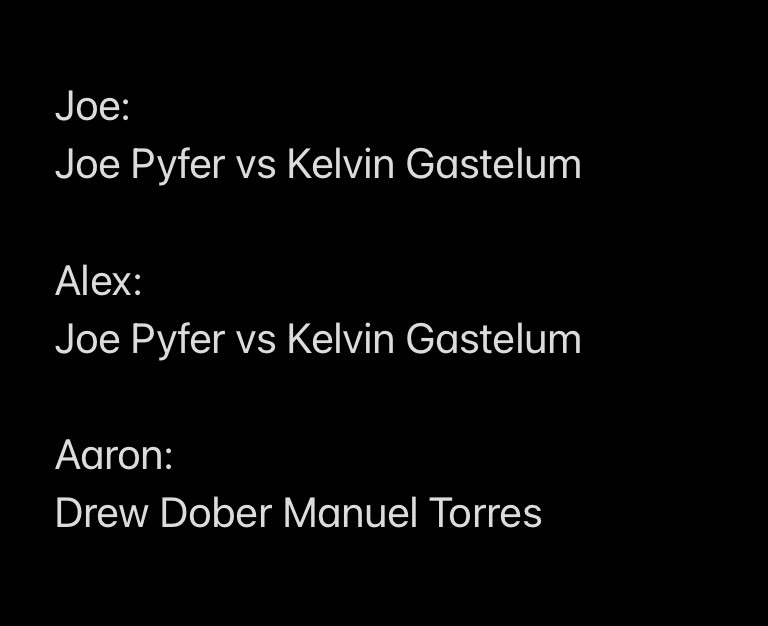 Joe:
Joe Pyfer vs Kelvin Gastelum
Alex:
Joe Pyfer vs Kelvin Gastelum
Aaron:
Drew Dober Manuel Torres